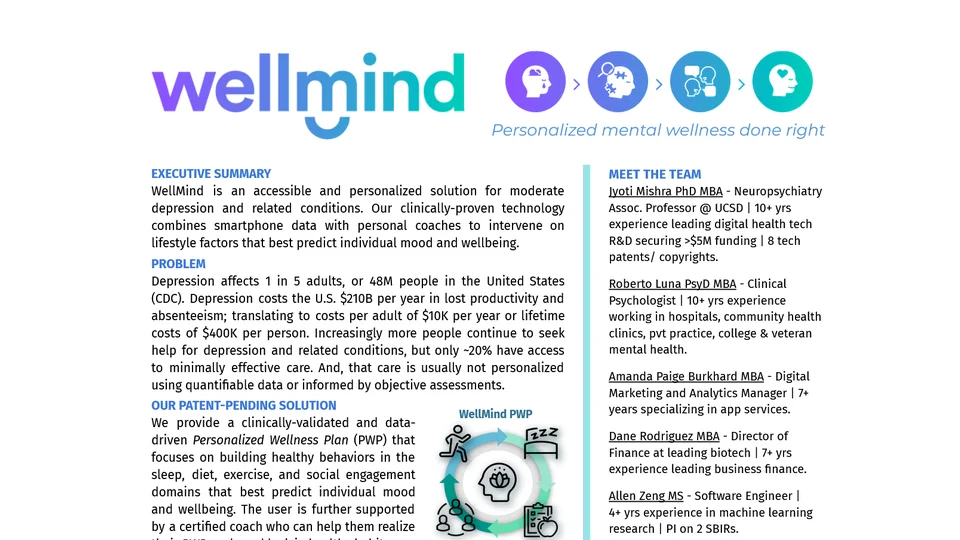 wellmind
Personalized mental wellness done right
EXECUTIVE SUMMARY
WellMind is an accessible and personalized solution for moderate
depression and related conditions. Our clinically-proven technology
combines smartphone data with personal coaches to intervene on
lifestyle factors that best predict individual mood and wellbeing.
PROBLEM
Depression affects 1 in 5 adults, or 48M people in the United States
(CDC). Depression costs the U.S. $210B per year in lost productivity and
absenteeism; translating to costs per adult of $10K per year or lifetime
costs of $400K per person. Increasingly more people continue to seek
help for depression and related conditions, but only ~20% have access
to minimally effective care. And, that care is usually not personalized
using quantifiable data or informed by objective assessments.
OUR PATENT-PENDING SOLUTION
We provide a clinically-validated and data-
driven Personalized Wellness Plan (PWP) that
focuses on building healthy behaviors in the
sleep, diet, exercise, and social engagement
domains that best predict individual mood
and wellbeing. The user is further supported
by a certified coach who can help them realize
WellMind PWP
ZZZ
MEET THE TEAM
Jyoti Mishra PhD MBA - Neuropsychiatry
Assoc. Professor @ UCSD | 10+ yrs
experience leading digital health tech
R&D securing >$5M funding | 8 tech
patents/ copyrights.
Roberto Luna PsyD MBA - Clinical
Psychologist | 10+ yrs experience
working in hospitals, community health
clinics, pvt practice, college & veteran
mental health.
Amanda Paige Burkhard MBA - Digital
Marketing and Analytics Manager | 7+
years specializing in app services.
Dane Rodriguez MBA - Director of
Finance at leading biotech | 7+ yrs
experience leading business finance.
Allen Zeng MS - Software Engineer |
4+ yrs experience in machine learning
research | PI on 2 SBIRs.